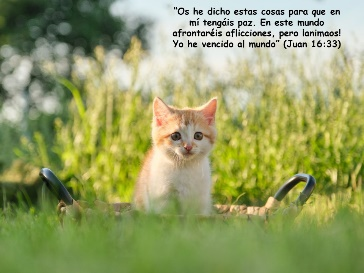 "Os he dicho estas cosas para que en
mí tengáis paz. En este mundo
afrontaréis aflicciones, pero ¡anímaos!
Yo he vencido al mundo" (Juan 16:33)